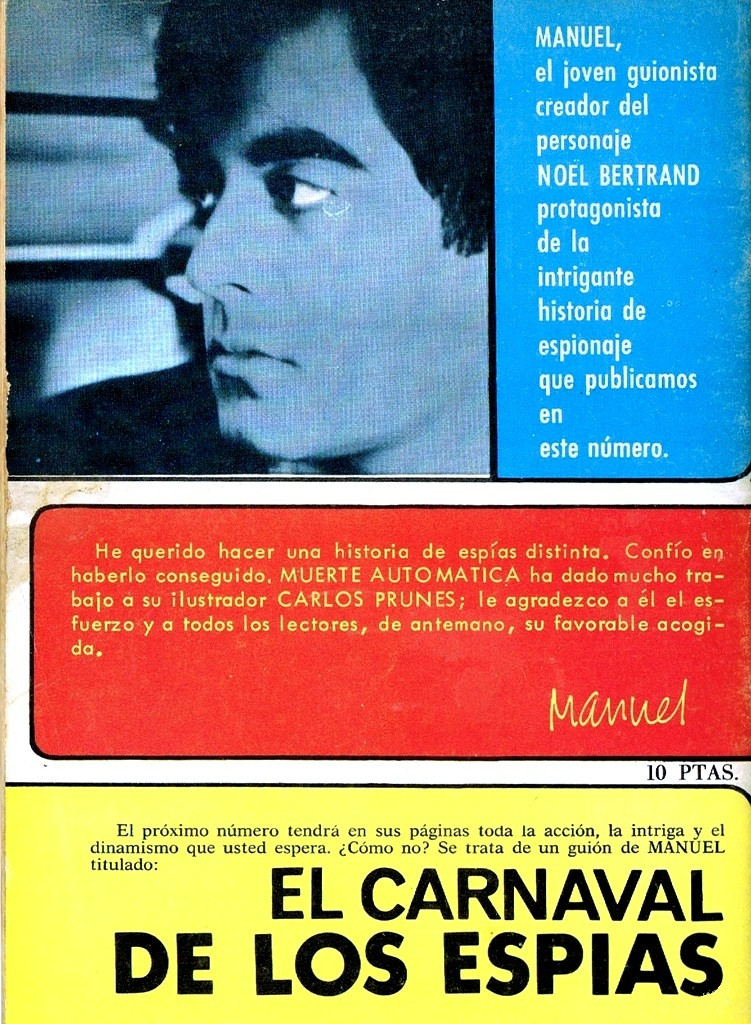 MANUEL,
el joven guionista
creador del
personaje
NOEL BERTRAND
protagonista
de la
intrigante
historia de
espionaje
que publicamos
en
este número.
He querido hacer una historia de espías distinta. Confío en
haberlo conseguido. MUERTE AUTOMATICA ha dado mucho tra-
bajo a su ilustrador CARLOS PRUNES; le agradezco a él el es-
fuerzo y a todos los lectores, de antemano, su favorable acogi-
da.
Manuel
10 PTAS.
El próximo número tendrá en sus páginas toda la acción, la intriga y el
dinamismo que usted espera. ¿Cómo no? Se trata de un guión de MANUEL
titulado:
EL CARNAVAL
DE LOS ESPIAS